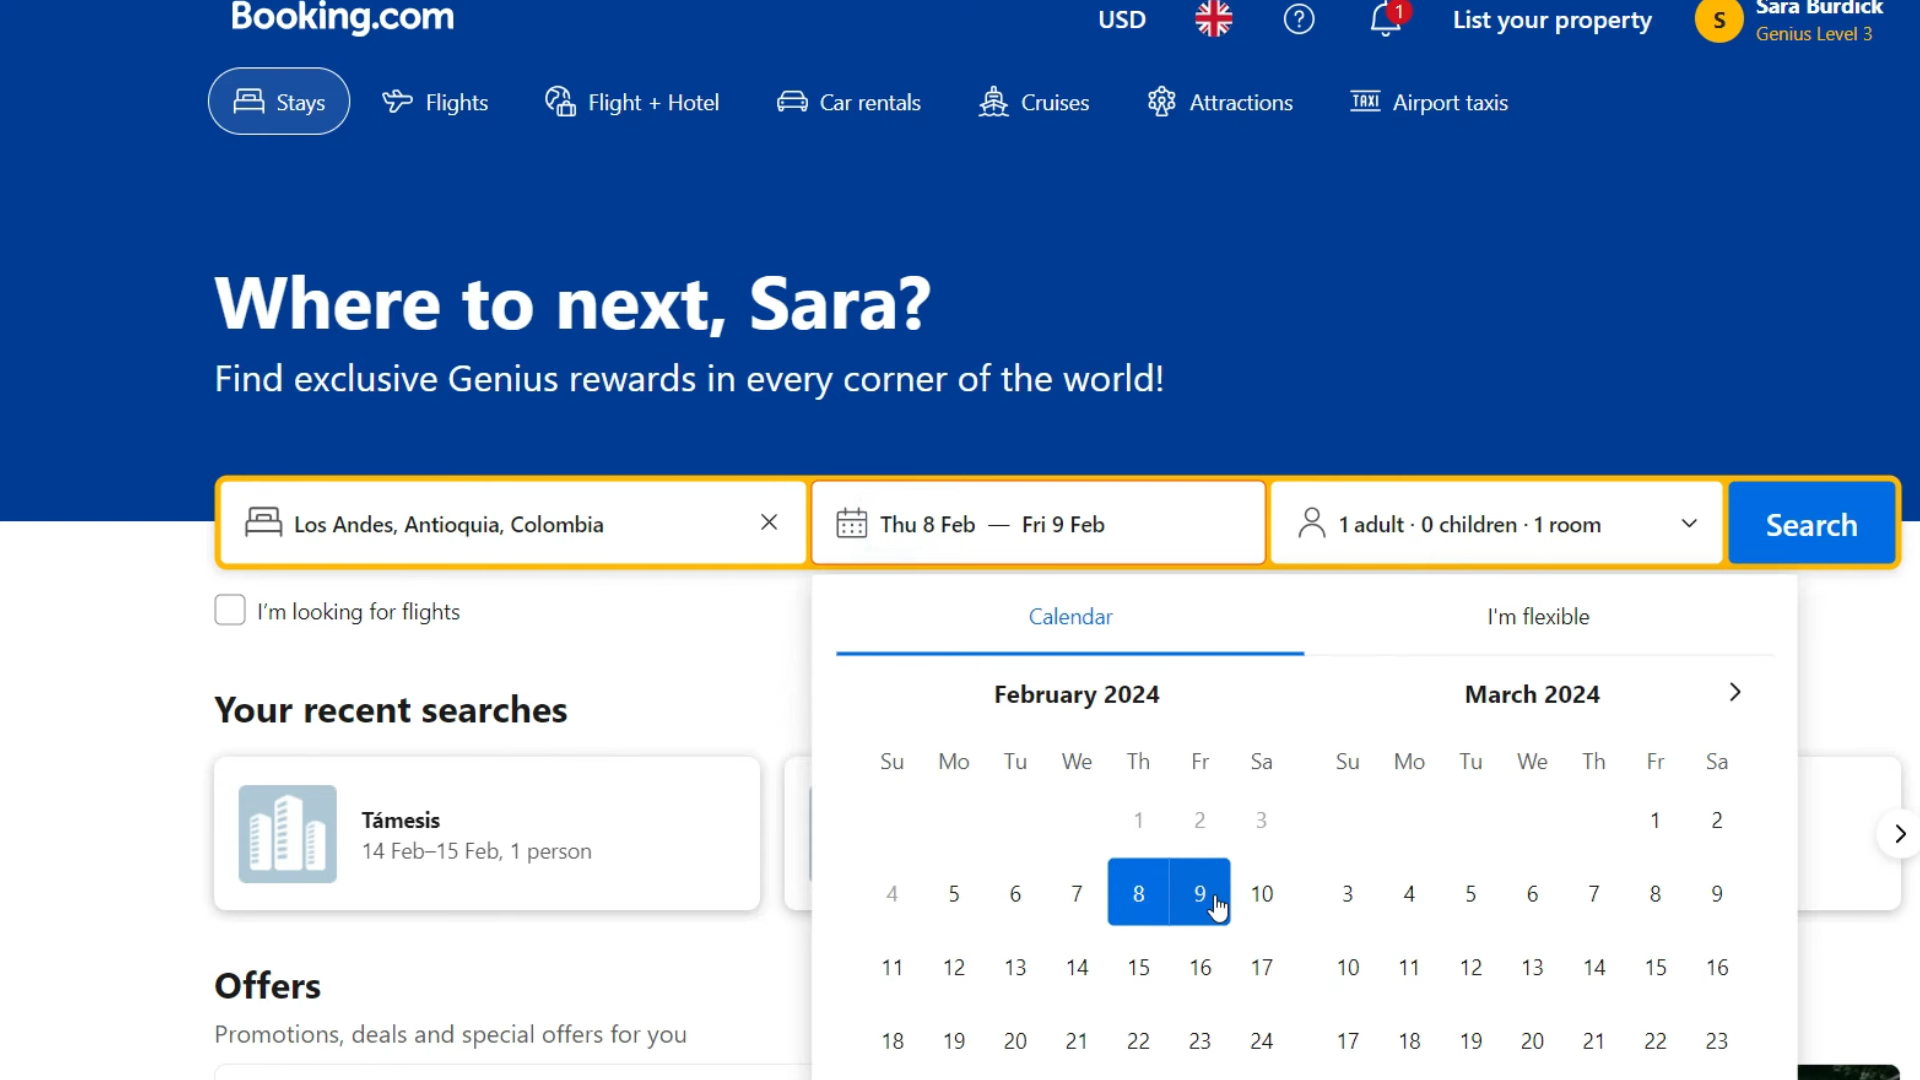 Booking.com
USD
1
List your property
S
Sara Burdick
Genius Level 3
Stays
Flights
Flight + Hotel
Car rentals
Cruises
Attractions
TAXI Airport taxis
Where to next, Sara?
Find exclusive Genius rewards in every corner of the world!
Los Andes, Antioquia, Colombia
Thu 8 Feb — Fri 9 Feb
1 adult · 0 children · 1 room
Search
I'm looking for flights
Calendar
I'm flexible
February 2024
Su Mo Tu We Th Fr Sa
1 2 3
4 5 6 7 8 9 10
11 12 13 14 15 16 17
18 19 20 21 22 23 24
March 2024
Su Mo Tu We Th Fr Sa
1 2
3 4 5 6 7 8 9
10 11 12 13 14 15 16
17 18 19 20 21 22 23
Your recent searches
Támesis
14 Feb–15 Feb, 1 person
Offers
Promotions, deals and special offers for you